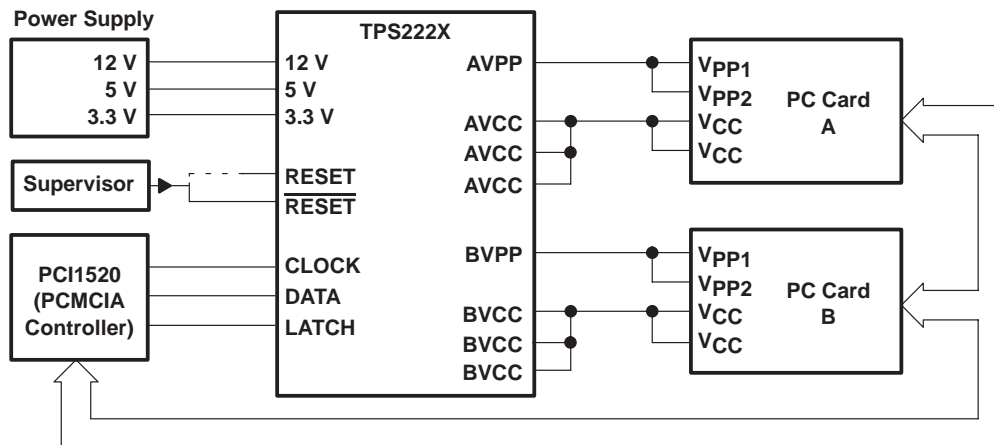 Power Supply
12 V
5 V
3.3 V
Supervisor
PCI1520
(PCMCIA
Controller)
TPS222X
12 V
5 V
3.3 V
RESET
RESET
CLOCK
DATA
LATCH
AVPP
AVCC
AVCC
AVCC
BVPP
BVCC
BVCC
BVCC
VPP1
VPP2
VCC
VCC
PC Card
A
VPP1
VPP2
VCC
VCC
PC Card
B